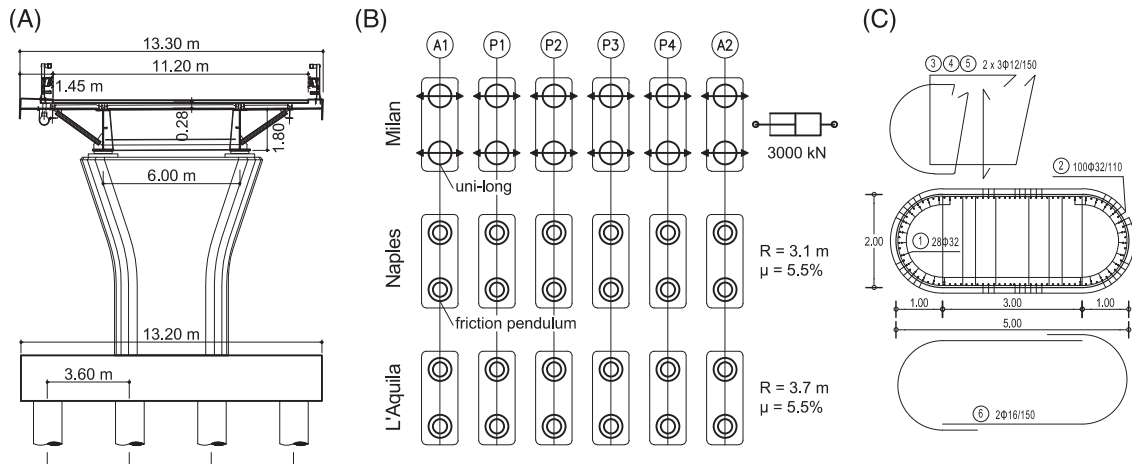 (A)
13.30 m
11.20 m
1.45 m
0.28
1.80
6.00 m
13.20 m
3.60 m
(B)
A1 P1 P2 P3 P4 A2
Milan
uni-long
3000 kN
Naples
R = 3.1 m
μ = 5.5%
friction pendulum
L'Aquila
R = 3.7 m
μ = 5.5%
(C)
3 4 5 2 x 3Φ12/150
2 100Φ32/110
2.00
1 28Φ32
1.00 3.00 1.00
5.00
6 2Φ16/150